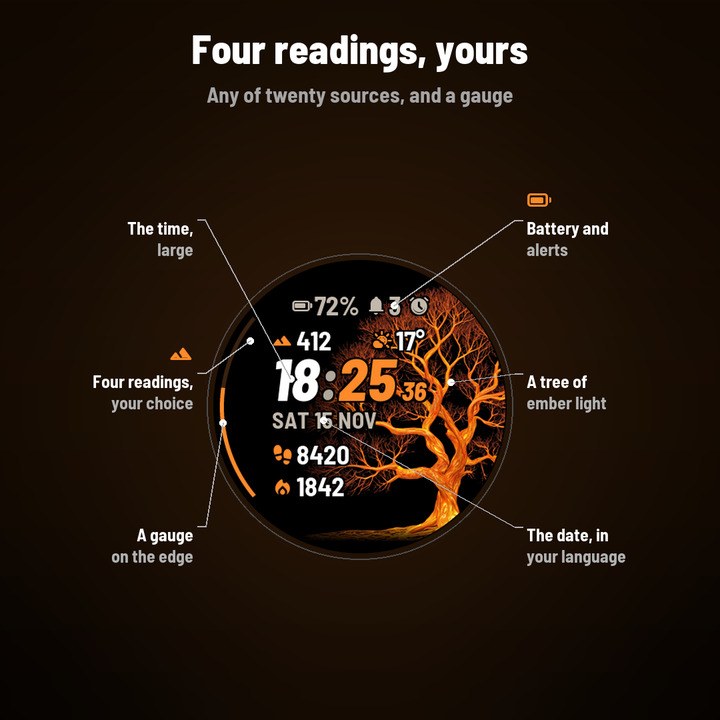 Four readings, yours
Any of twenty sources, and a gauge
The time,
large
Battery and
alerts
72% 3
412 17°
18:25 36
SAT 15 NOV
8420
1842
Four readings,
your choice
A tree of
ember light
A gauge
on the edge
The date, in
your language